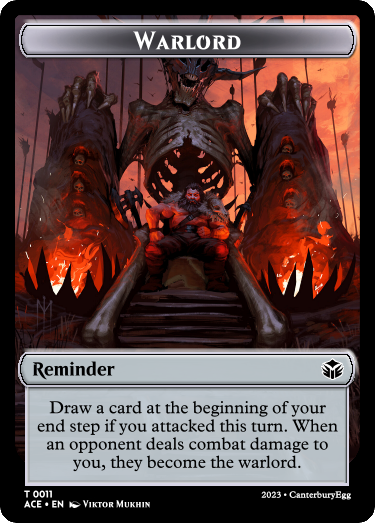 Warlord
Reminder
Draw a card at the beginning of your
end step if you attacked this turn. When
an opponent deals combat damage to
you, they become the warlord.
T 0011
ACE • EN Viktor Mukhin
2023 • CanterburyEgg